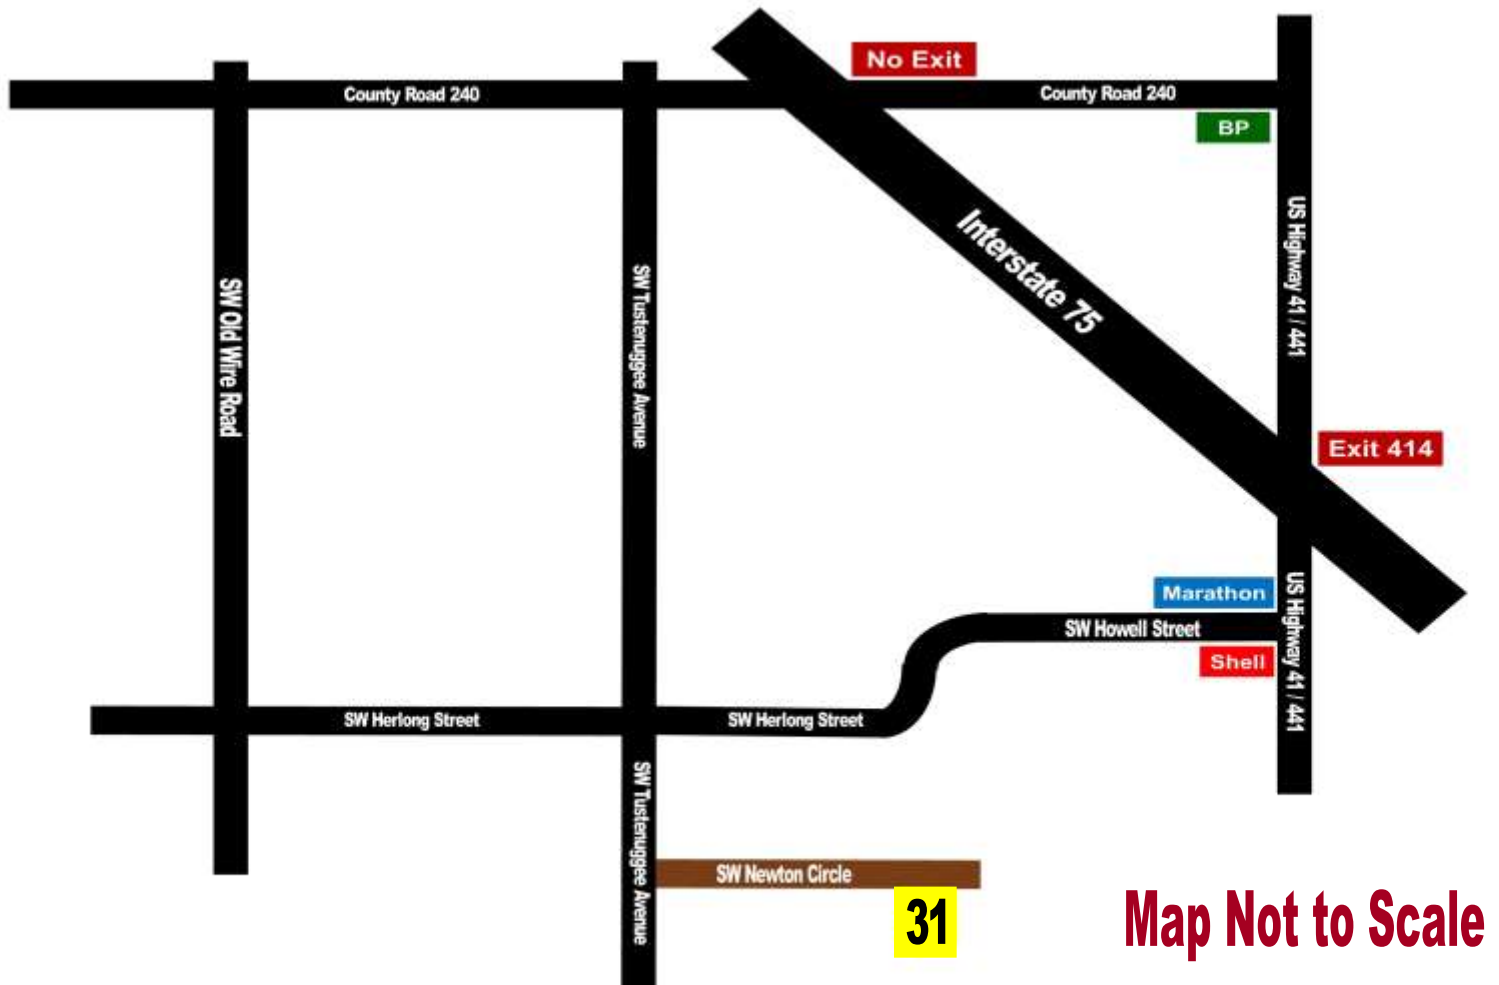 No Exit
County Road 240
County Road 240
BP
US Highway 41 / 441
Interstate 75
SW Tustenuggee Avenue
SW Old Wire Road
Exit 414
Marathon
US Highway 41 / 441
SW Howell Street
Shell
SW Herlong Street
SW Herlong Street
SW Tustenuggee Avenue
SW Newton Circle
31
Map Not to Scale